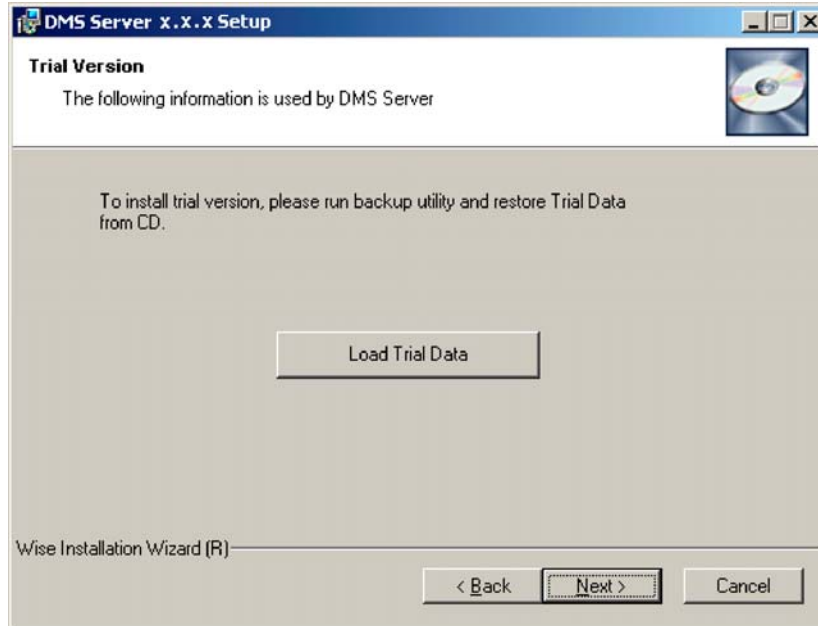 DMS Server x.x.x Setup
Trial Version
The following information is used by DMS Server
To install trial version, please run backup utility and restore Trial Data
from CD.
Load Trial Data
Wise Installation Wizard (R)
< Back Next > Cancel